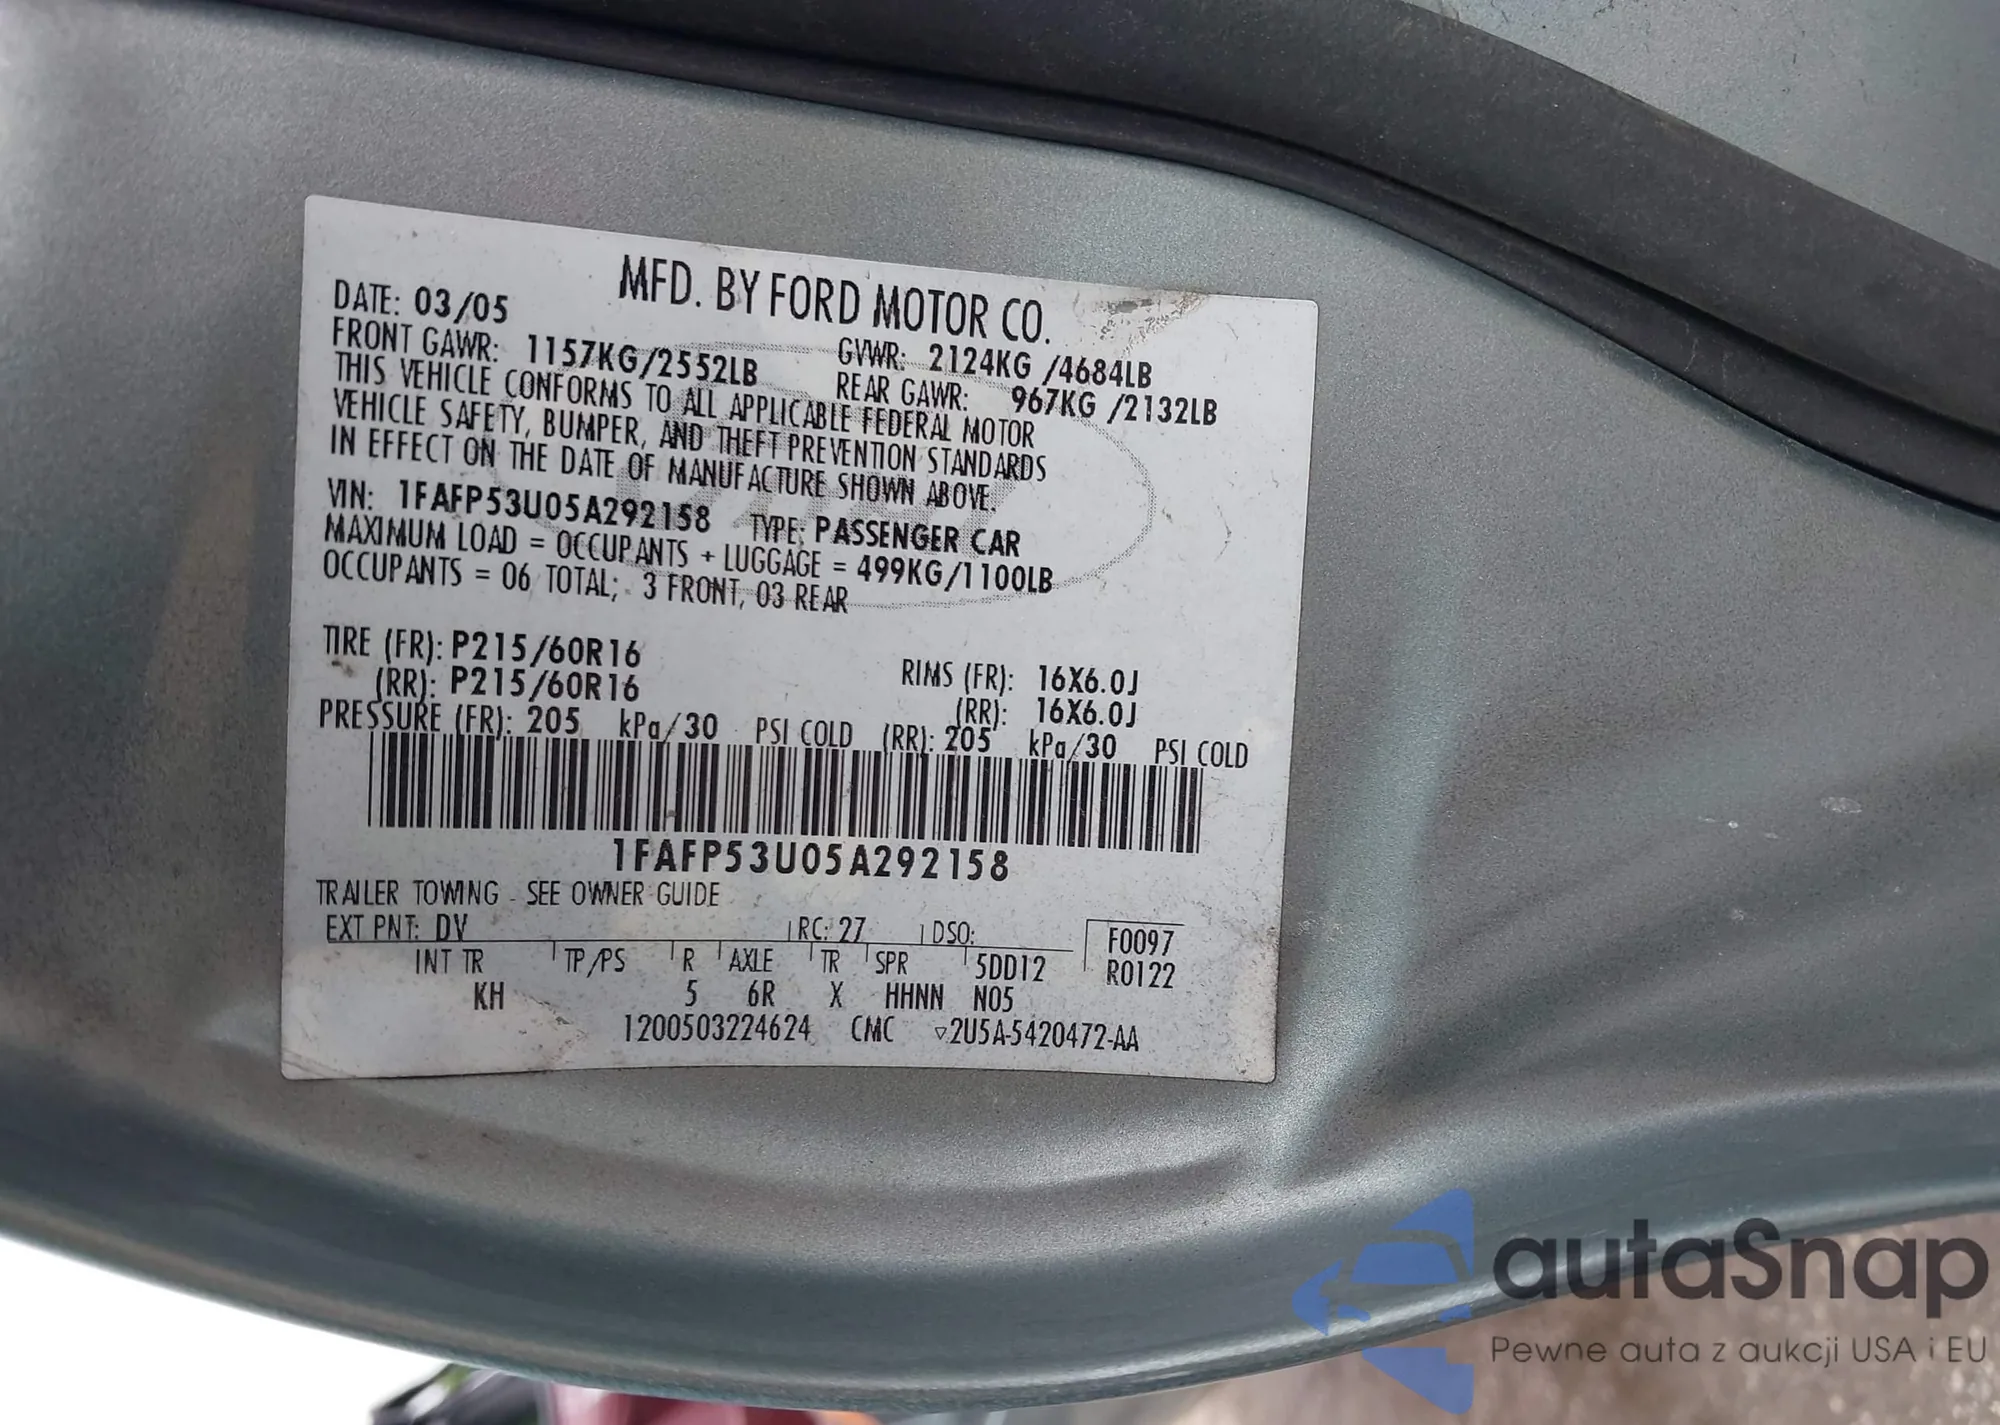 MFD. BY FORD MOTOR CO.
DATE: 03/05 GVWR: 2124KG /4684LB
FRONT GAWR: 1157KG/2552LB REAR GAWR: 967KG /2132LB
THIS VEHICLE CONFORMS TO ALL APPLICABLE FEDERAL MOTOR
VEHICLE SAFETY, BUMPER, AND THEFT PREVENTION STANDARDS
IN EFFECT ON THE DATE OF MANUFACTURE SHOWN ABOVE.
VIN: 1FAFP53U05A292158 TYPE: PASSENGER CAR
MAXIMUM LOAD = OCCUPANTS + LUGGAGE = 499KG/1100LB
OCCUPANTS = 06 TOTAL; 3 FRONT, 03 REAR
TIRE (FR): P215/60R16 RIMS (FR): 16X6.0J
(RR): P215/60R16 (RR): 16X6.0J
PRESSURE (FR): 205 kPa/30 PSI COLD (RR): 205 kPa/30 PSI COLD
1FAFP53U05A292158
TRAILER TOWING - SEE OWNER GUIDE
EXT PNT: DV RC: 27 DSO: F0097
INT TR TP/PS R AXLE TR SPR 5DD12 R0122
KH 5 6R X HHNN N05
1200503224624 CMC ▽2U5A-5420472-AA
autaSnap
Pewne auta z aukcji USA i EU